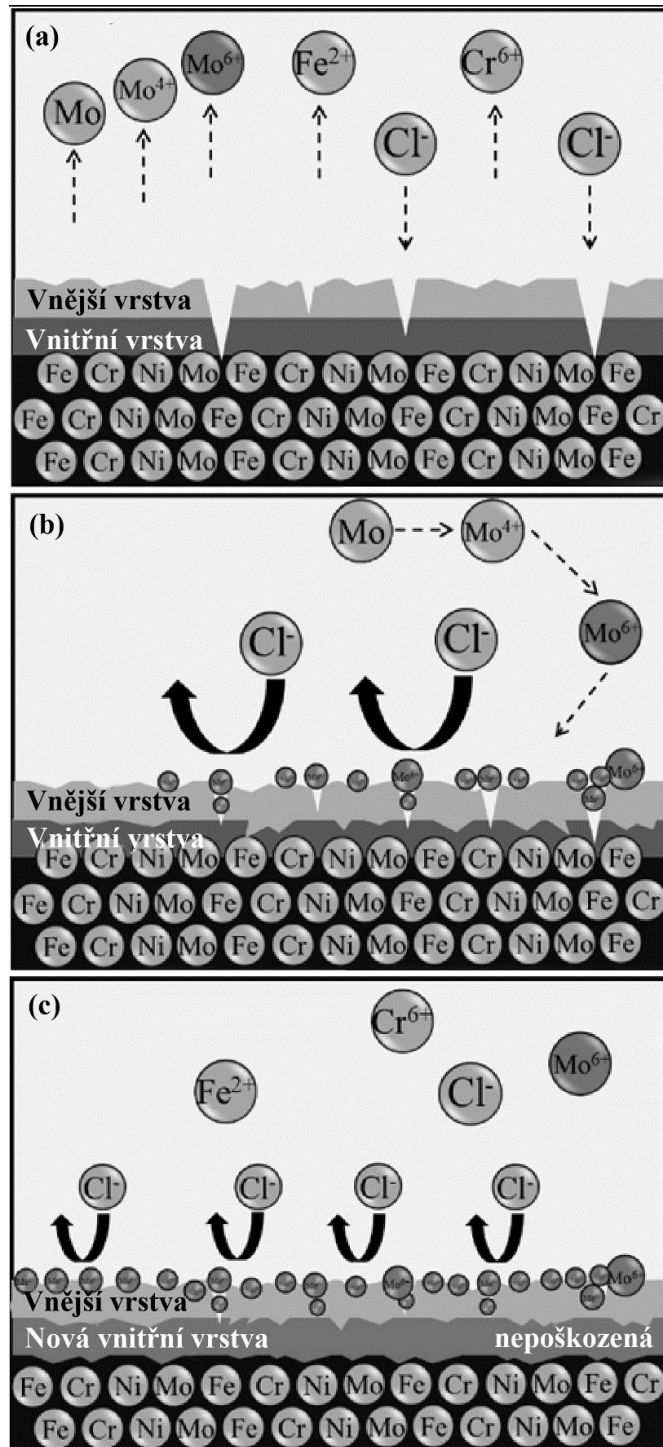 (a)
Mo⁶⁺ Fe²⁺ Cr⁶⁺
Mo Mo⁴⁺
Cl⁻ Cl⁻
Vnější vrstva
Vnitřní vrstva
Fe Cr Ni Mo Fe Cr Ni Mo Fe Cr Ni Mo Fe
Fe Cr Ni Mo Fe Cr Ni Mo Fe Cr Ni Mo Fe Cr
Fe Cr Ni Mo Fe Cr Ni Mo Fe Cr Ni Mo Fe
(b)
Mo Mo⁴⁺
Mo⁶⁺
Cl⁻ Cl⁻
Mo⁶⁺ Mo⁶⁺
Vnější vrstva
Vnitřní vrstva
Fe Cr Ni Mo Fe Cr Ni Mo Fe Cr Ni Mo Fe
Fe Cr Ni Mo Fe Cr Ni Mo Fe Cr Ni Mo Fe Cr
Fe Cr Ni Mo Fe Cr Ni Mo Fe Cr Ni Mo Fe
(c)
Cr⁶⁺
Fe²⁺ Cl⁻ Mo⁶⁺
Cl⁻ Cl⁻ Cl⁻ Cl⁻
Mo⁶⁺ Mo⁶⁺
Vnější vrstva
Nová vnitřní vrstva nepoškozená
Fe Cr Ni Mo Fe Cr Ni Mo Fe Cr Ni Mo Fe Cr
Fe Cr Ni Mo Fe Cr Ni Mo Fe Cr Ni Mo Fe